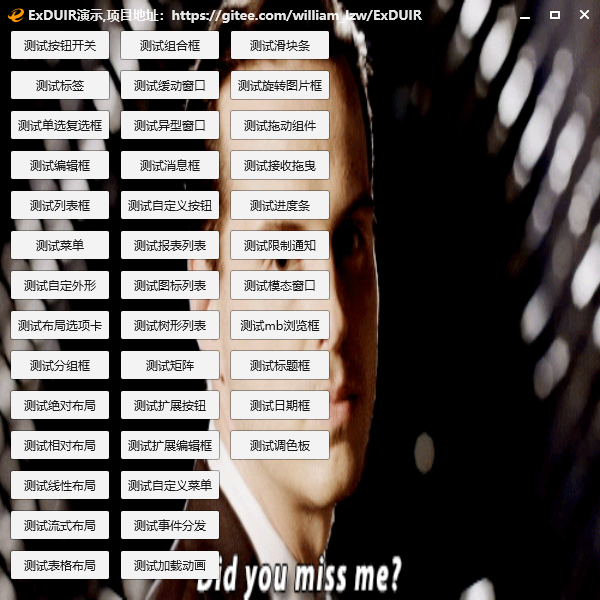 ExDUIR演示,项目地址：https://gitee.com/william_lzw/ExDUIR
测试按钮开关 测试组合框 测试滑块条
测试标签 测试缓动窗口 测试旋转图片框
测试单选复选框 测试异型窗口 测试拖动组件
测试编辑框 测试消息框 测试接收拖曳
测试列表框 测试自定义按钮 测试进度条
测试菜单 测试报表列表 测试限制通知
测试自定外形 测试图标列表 测试模态窗口
测试布局选项卡 测试树形列表 测试mb浏览框
测试分组框 测试矩阵 测试标题框
测试绝对布局 测试扩展按钮 测试日期框
测试相对布局 测试扩展编辑框 测试调色板
测试线性布局 测试自定义菜单
测试流式布局 测试事件分发
测试表格布局 测试加载动画
Did you miss me?